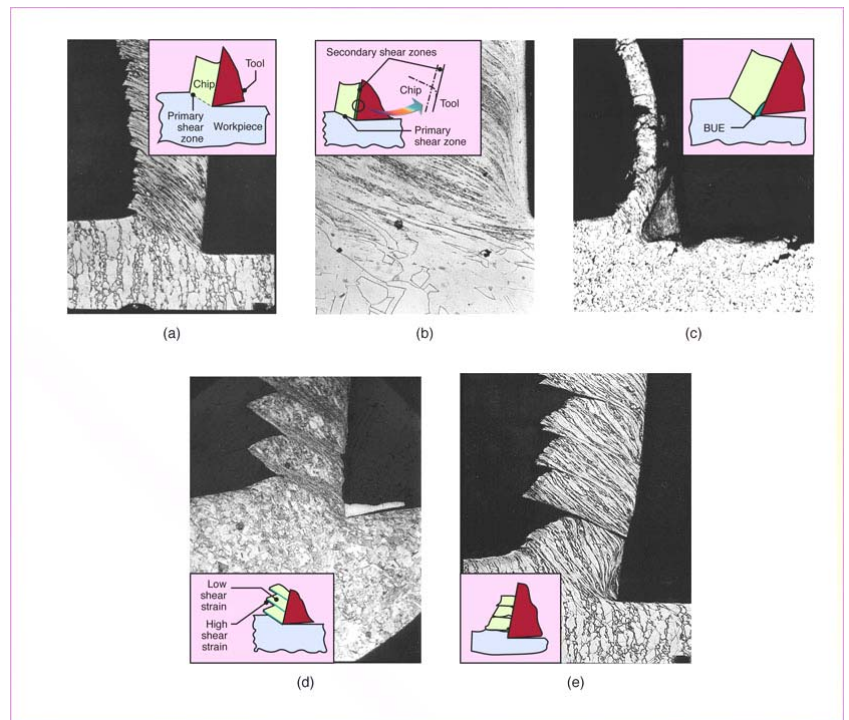 Chip
Tool
Primary
shear
zone
Workpiece
(a)
Secondary shear zones
Chip
Tool
Primary
shear zone
(b)
BUE
(c)
Low
shear
strain
High
shear
strain
(d)
(e)